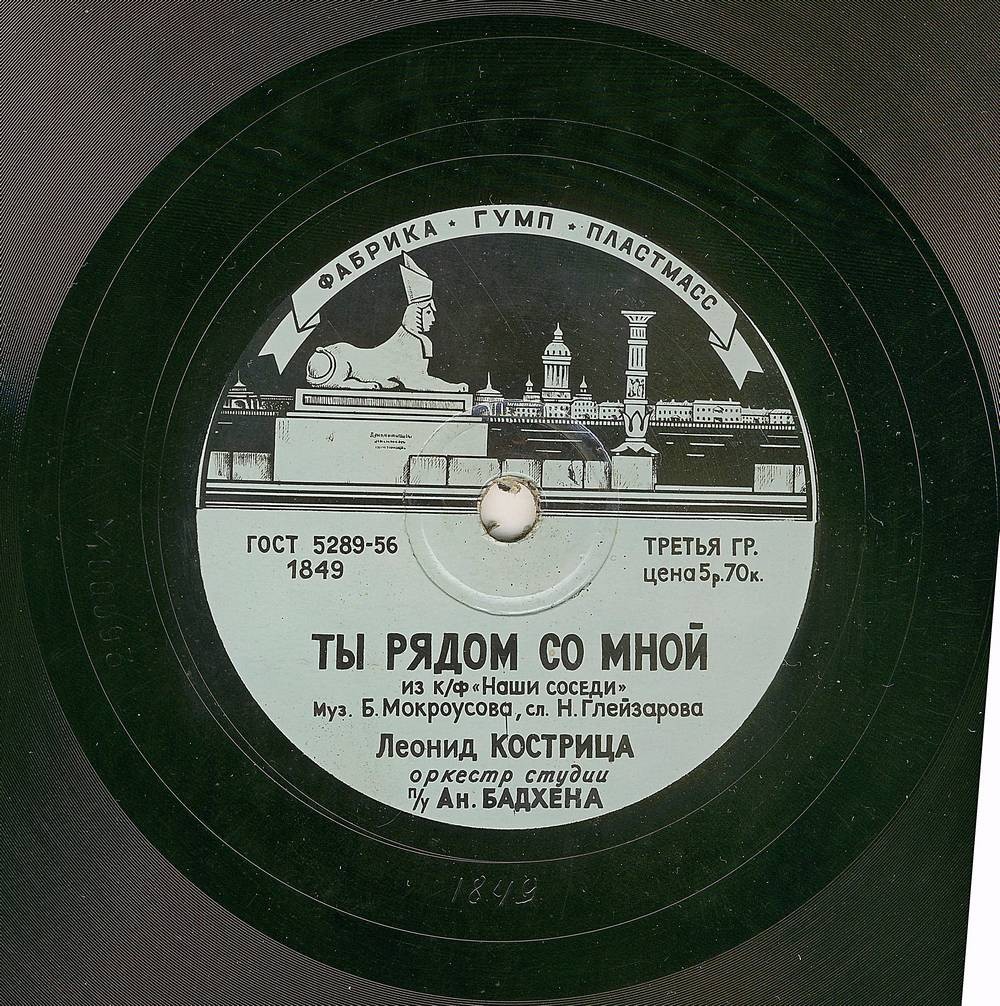 ФАБРИКА ★ ГУМП ★ ПЛАСТМАСС
ГОСТ 5289-56
1849
ТРЕТЬЯ ГР.
цена 5р.70к.
ТЫ РЯДОМ СО МНОЙ
из к/ф «Наши соседи»
Муз. Б. Мокроусова, сл. Н. Глейзарова
Леонид КОСТРИЦА
оркестр студии
п/у Ан. БАДХЕНА
1849